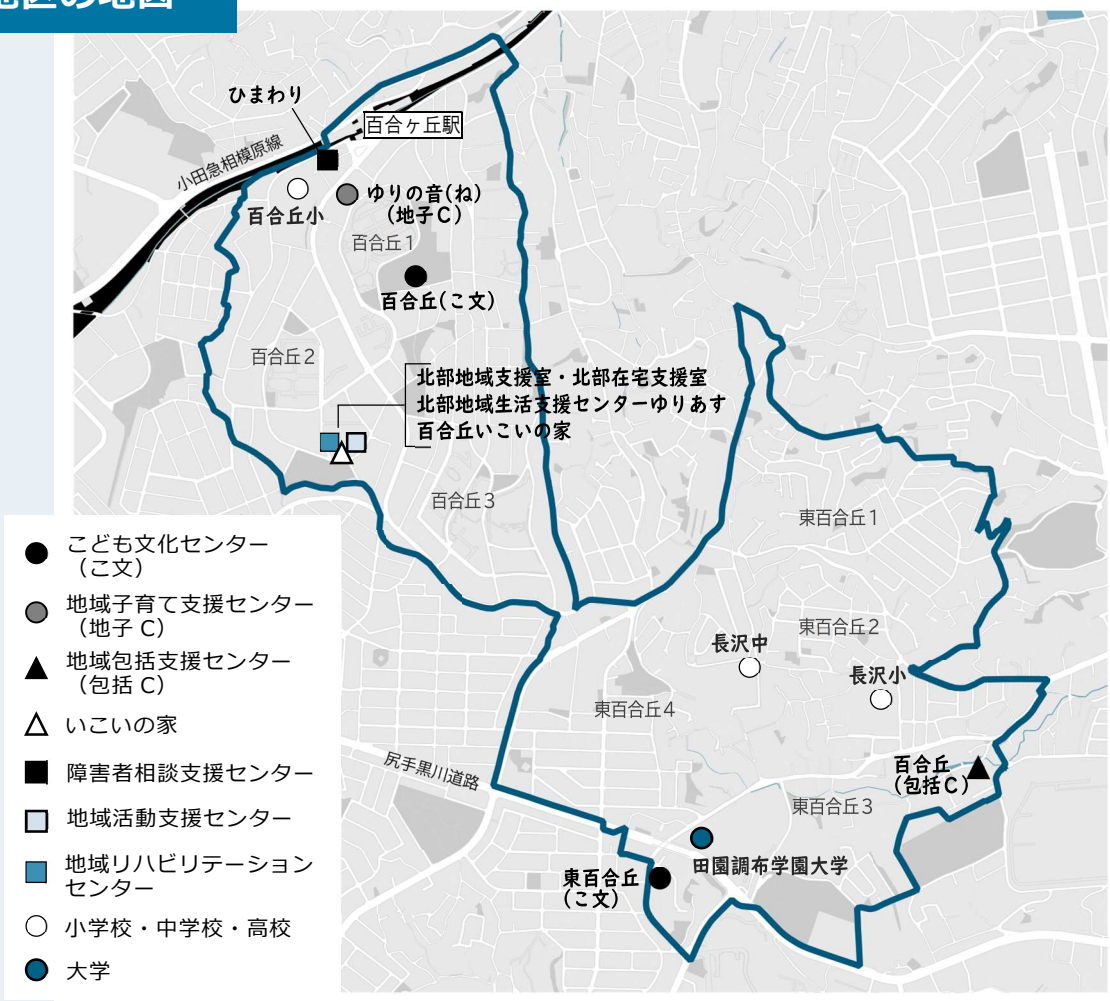 地区の地図
ひまわり
百合ヶ丘駅
小田急相模原線
百合丘小
ゆりの音(ね)
(地子C)
百合丘1
百合丘(こ文)
百合丘2
北部地域支援室・北部在宅支援室
北部地域生活支援センターゆりあす
百合丘いこいの家
百合丘3
東百合丘1
東百合丘2
長沢中
長沢小
東百合丘4
尻手黒川道路
百合丘
(包括C)
東百合丘3
田園調布学園大学
東百合丘
(こ文)
こども文化センター
（こ文）
地域子育て支援センター
（地子 C）
地域包括支援センター
（包括 C）
いこいの家
障害者相談支援センター
地域活動支援センター
地域リハビリテーション
センター
小学校・中学校・高校
大学